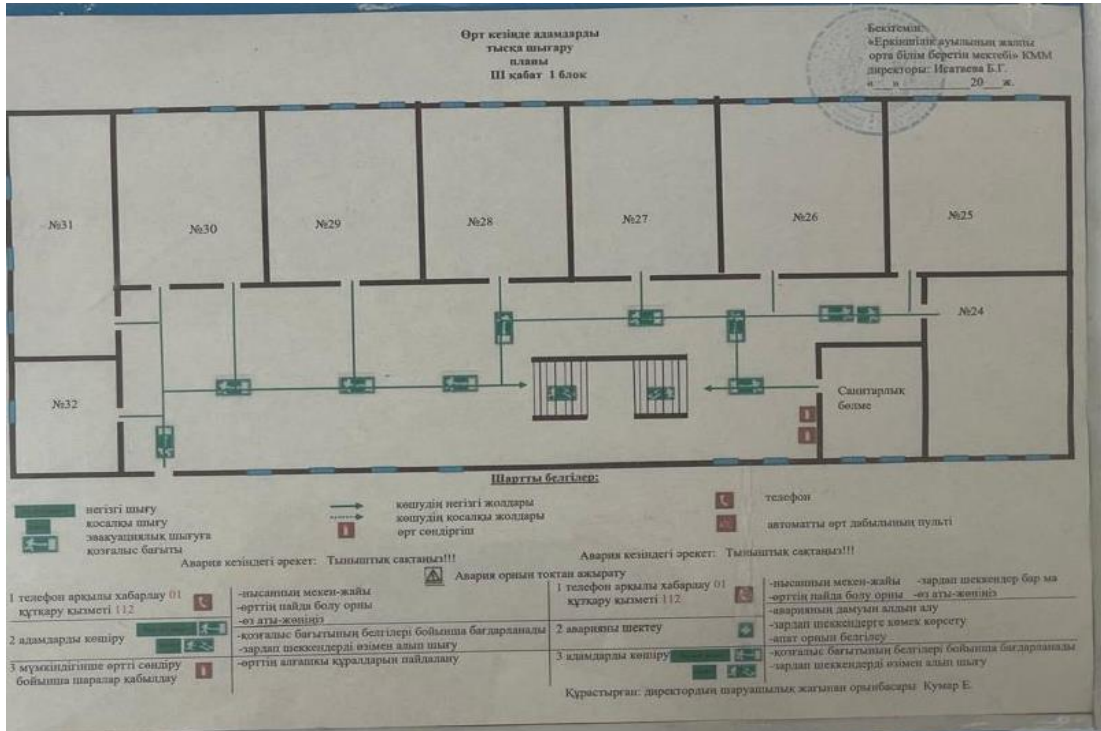 Өрт кезінде адамдарды
тысқа шығару
планы
III қабат 1 блок
Бекітемін:
«Еркіншілік ауылының жалпы
орта білім беретін мектебі» КММ
директоры: Исатаева Б.Г.
«___»__________20___ж.
№31
№30
№29
№28
№27
№26
№25
№24
№32
Санитарлық
бөлме
Шартты белгілер:
негізгі шығу
қосалқы шығу
эвакуациялық шығуға
қозғалыс бағыты
көшудің негізгі жолдары
көшудің қосалқы жолдары
өрт сөндіргіш
телефон
автоматты өрт дабылының пульті
Авария кезіндегі әрекет: Тыныштық сақтаңыз!!!
Авария кезіндегі әрекет: Тыныштық сақтаңыз!!!
Авария орнын токтан ажырату
1 телефон арқылы хабарлау 01
құтқару қызметі 112
-нысанның мекен-жайы
-өрттің пайда болу орны
-өз аты-жөніңіз
2 адамдарды көшіру
-қозғалыс бағытының белгілері бойынша бағдарланады
-зардап шеккендерді өзімен алып шығу
3 мүмкіндігінше өртті сөндіру
бойынша шаралар қабылдау
-өрттің алғашқы құралдарын пайдалану
1 телефон арқылы хабарлау 01
құтқару қызметі 112
-нысанның мекен-жайы -зардап шеккендер бар ма
-өрттің пайда болу орны -өз аты-жөніңіз
2 аварияны шектеу
-аварияның дамуын алдын алу
-зардап шеккендерге көмек көрсету
-апат орнын белгілеу
3 адамдарды көшіру
-қозғалыс бағытының белгілері бойынша бағдарланады
-зардап шеккендерді өзімен алып шығу
Құрастырған: директордың шаруашылық жағынан орынбасары Кумар Е.